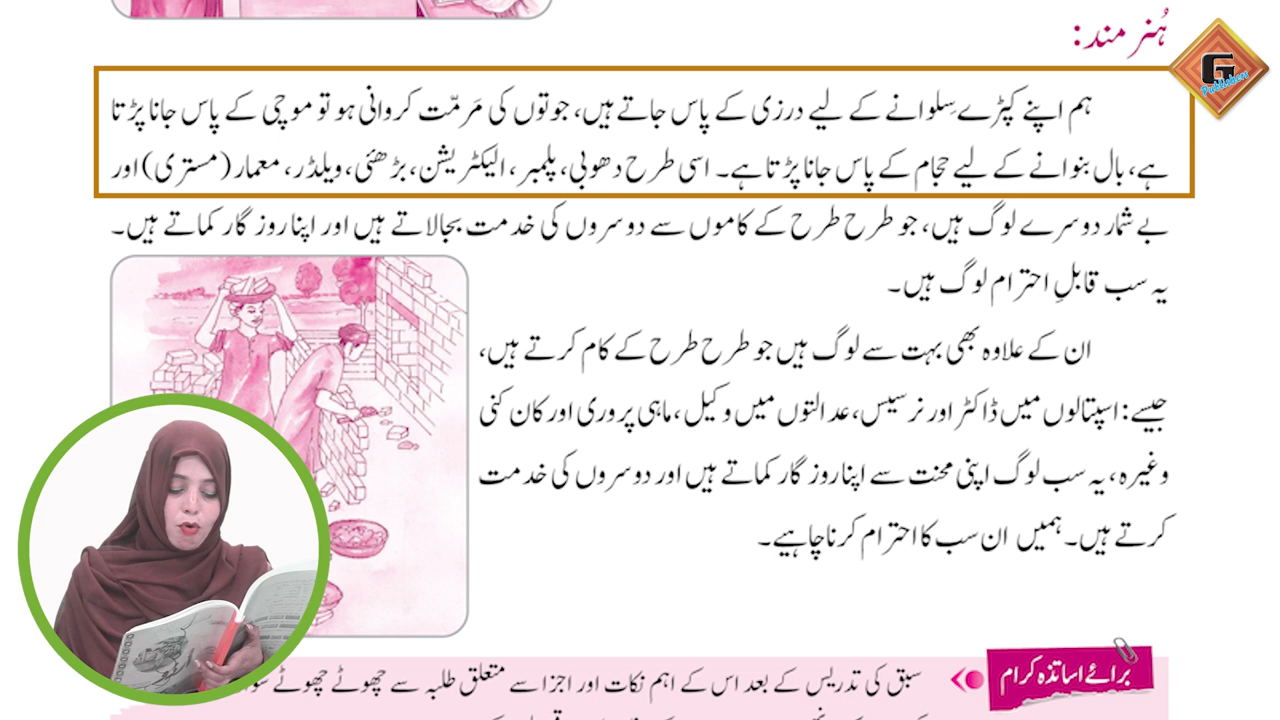 ہُنر مند:
G
Publishers
ہم اپنے کپڑے سِلوانے کے لیے درزی کے پاس جاتے ہیں، جوتوں کی مَرمّت کروانی ہو تو موچی کے پاس جانا پڑتا
ہے، بال بنوانے کے لیے حجام کے پاس جانا پڑتا ہے۔ اسی طرح دھوبی، پلمبر، الیکٹریشن، بڑھئی، ویلڈر، معمار (مستری) اور
بے شمار دوسرے لوگ ہیں، جو طرح طرح کے کاموں سے دوسروں کی خدمت بجالاتے ہیں اور اپنا روز گار کماتے ہیں۔
یہ سب قابلِ احترام لوگ ہیں۔
ان کے علاوہ بھی بہت سے لوگ ہیں جو طرح طرح کے کام کرتے ہیں،
جیسے: اسپتالوں میں ڈاکٹر اور نرسیس، عدالتوں میں وکیل، ماہی پروری اور کان کنی
وغیرہ، یہ سب لوگ اپنی محنت سے اپنا روز گار کماتے ہیں اور دوسروں کی خدمت
کرتے ہیں۔ ہمیں ان سب کا احترام کرنا چاہیے۔
برائے اساتذہ کرام
سبق کی تدریس کے بعد اس کے اہم نکات اور اجزا سے متعلق طلبہ سے چھوٹے چھوٹے